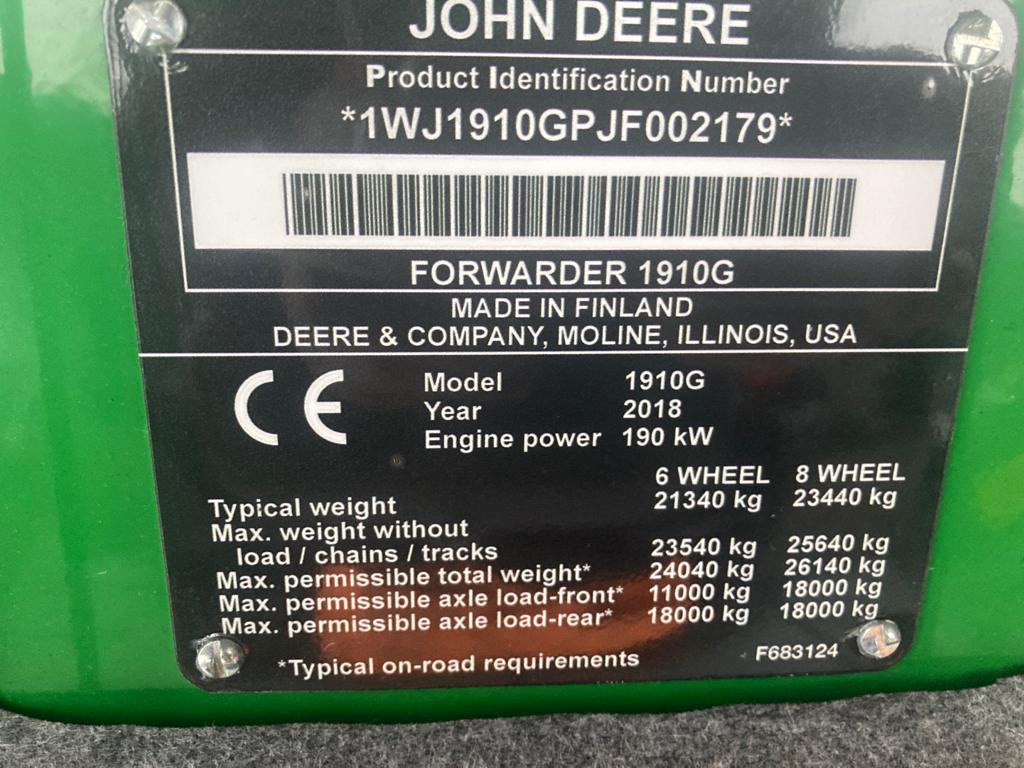 JOHN DEERE
Product Identification Number
*1WJ1910GPJF002179*
FORWARDER 1910G
MADE IN FINLAND
DEERE & COMPANY, MOLINE, ILLINOIS, USA
CE
Model 1910G
Year 2018
Engine power 190 kW
6 WHEEL 8 WHEEL
Typical weight 21340 kg 23440 kg
Max. weight without
load / chains / tracks 23540 kg 25640 kg
Max. permissible total weight* 24040 kg 26140 kg
Max. permissible axle load-front* 11000 kg 18000 kg
Max. permissible axle load-rear* 18000 kg 18000 kg
*Typical on-road requirements F683124